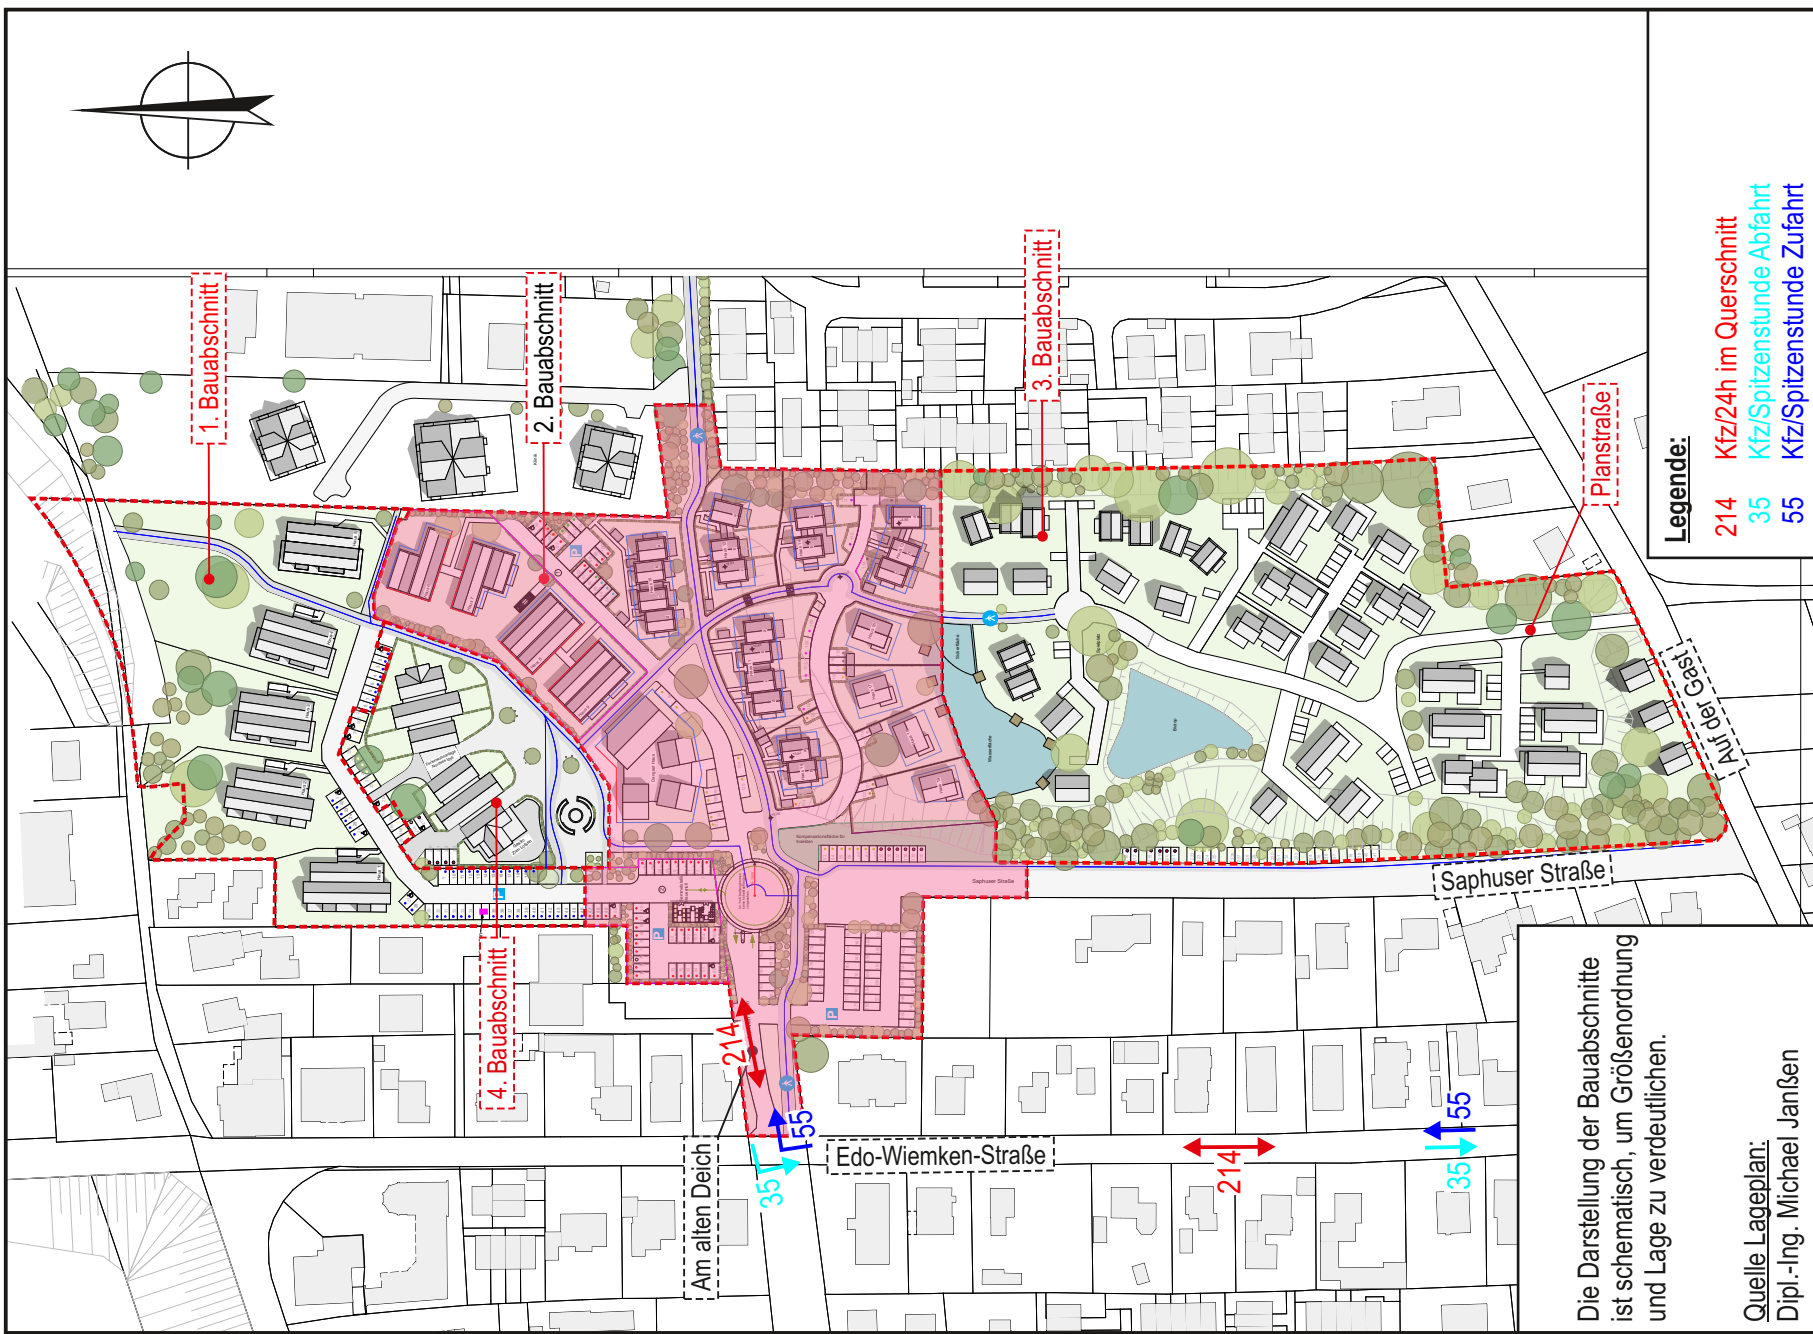 1. Bauabschnitt
2. Bauabschnitt
3. Bauabschnitt
4. Bauabschnitt
Planstraße
Auf der Gast
Saphuser Straße
Saphuser Straße
Edo-Wiemken-Straße
Am alten Deich
214
35
55
214
35
55
P
P
P
P
Legende:
214 Kfz/24h im Querschnitt
35 Kfz/Spitzenstunde Abfahrt
55 Kfz/Spitzenstunde Zufahrt
Die Darstellung der Bauabschnitte
ist schematisch, um Größenordnung
und Lage zu verdeutlichen.
Quelle Lageplan:
Dipl.-Ing. Michael Janßen